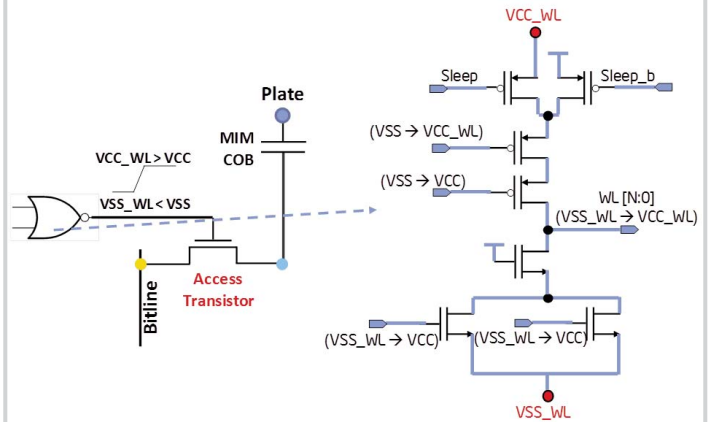 VCC_WL
Sleep
Sleep_b
Plate
MIM
COB
(VSS → VCC_WL)
VCC_WL > VCC
(VSS → VCC)
VSS_WL < VSS
WL [N:0]
(VSS_WL → VCC_WL)
Access
Transistor
Bitline
(VSS_WL → VCC)
(VSS_WL → VCC)
VSS_WL